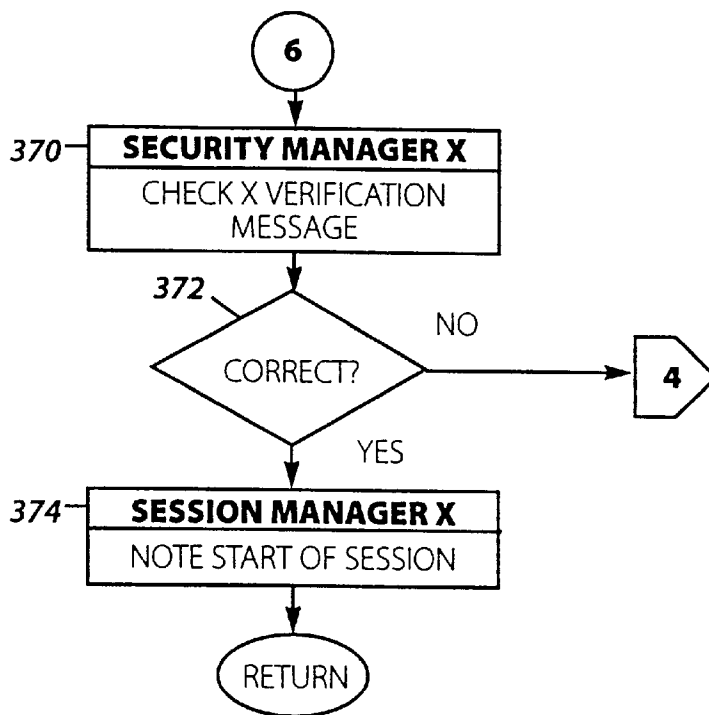 6
370
SECURITY MANAGER X
CHECK X VERIFICATION
MESSAGE
372
NO
CORRECT?
4
YES
374
SESSION MANAGER X
NOTE START OF SESSION
RETURN